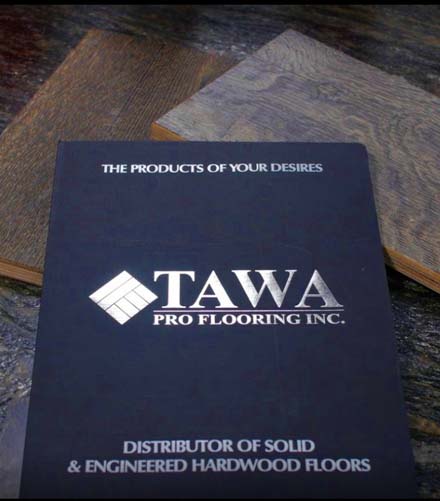 THE PRODUCTS OF YOUR DESIRES
TAWA
PRO FLOORING INC.
DISTRIBUTOR OF SOLID
& ENGINEERED HARDWOOD FLOORS